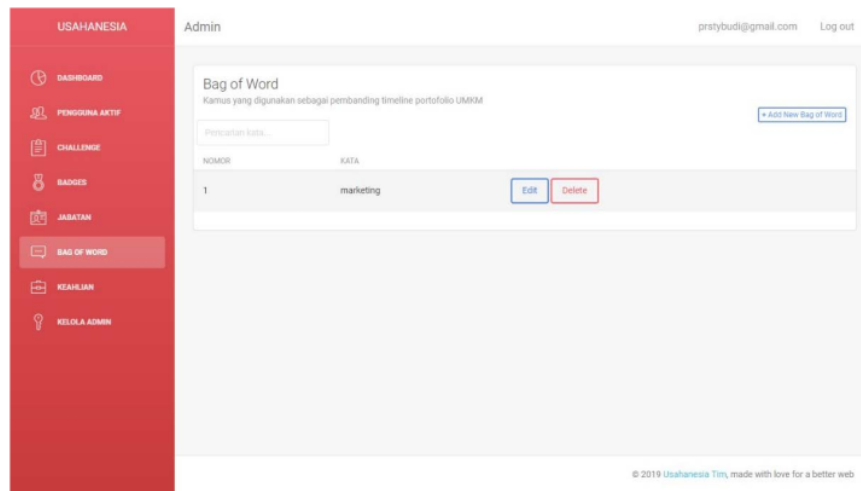 USAHANESIA
Admin
prstybudi@gmail.com
Log out
DASHBOARD
PENGGUNA AKTIF
CHALLENGE
BADGES
JABATAN
BAG OF WORD
KEAHLIAN
KELOLA ADMIN
Bag of Word
Kamus yang digunakan sebagai pembanding timeline portofolio UMKM
+ Add New Bag of Word
Pencarian kata...
NOMOR KATA
1 marketing Edit Delete
© 2019 Usahanesia Tim, made with love for a better web